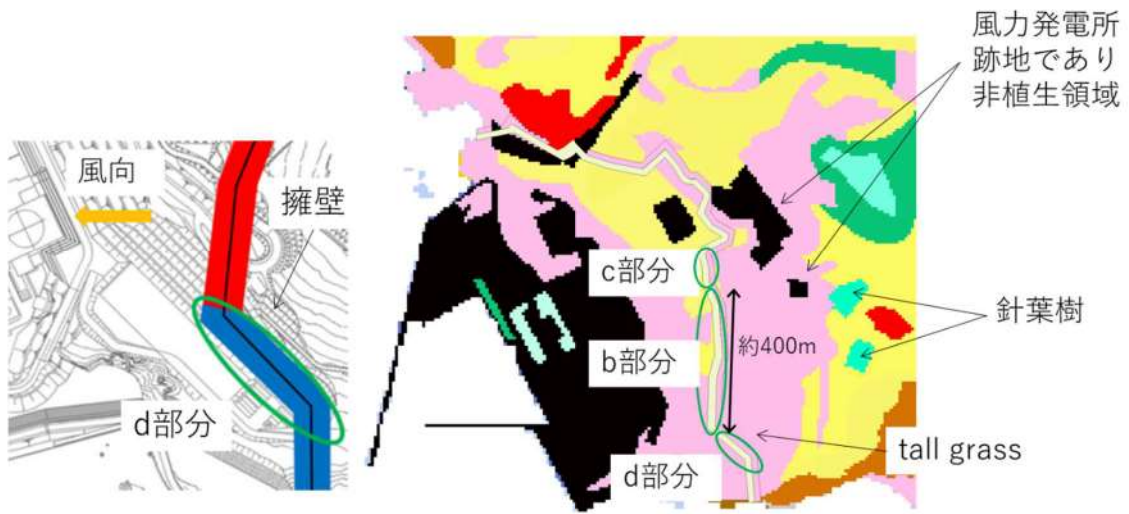 風向
擁壁
d部分
風力発電所
跡地であり
非植生領域
c部分
針葉樹
約400m
b部分
tall grass
d部分